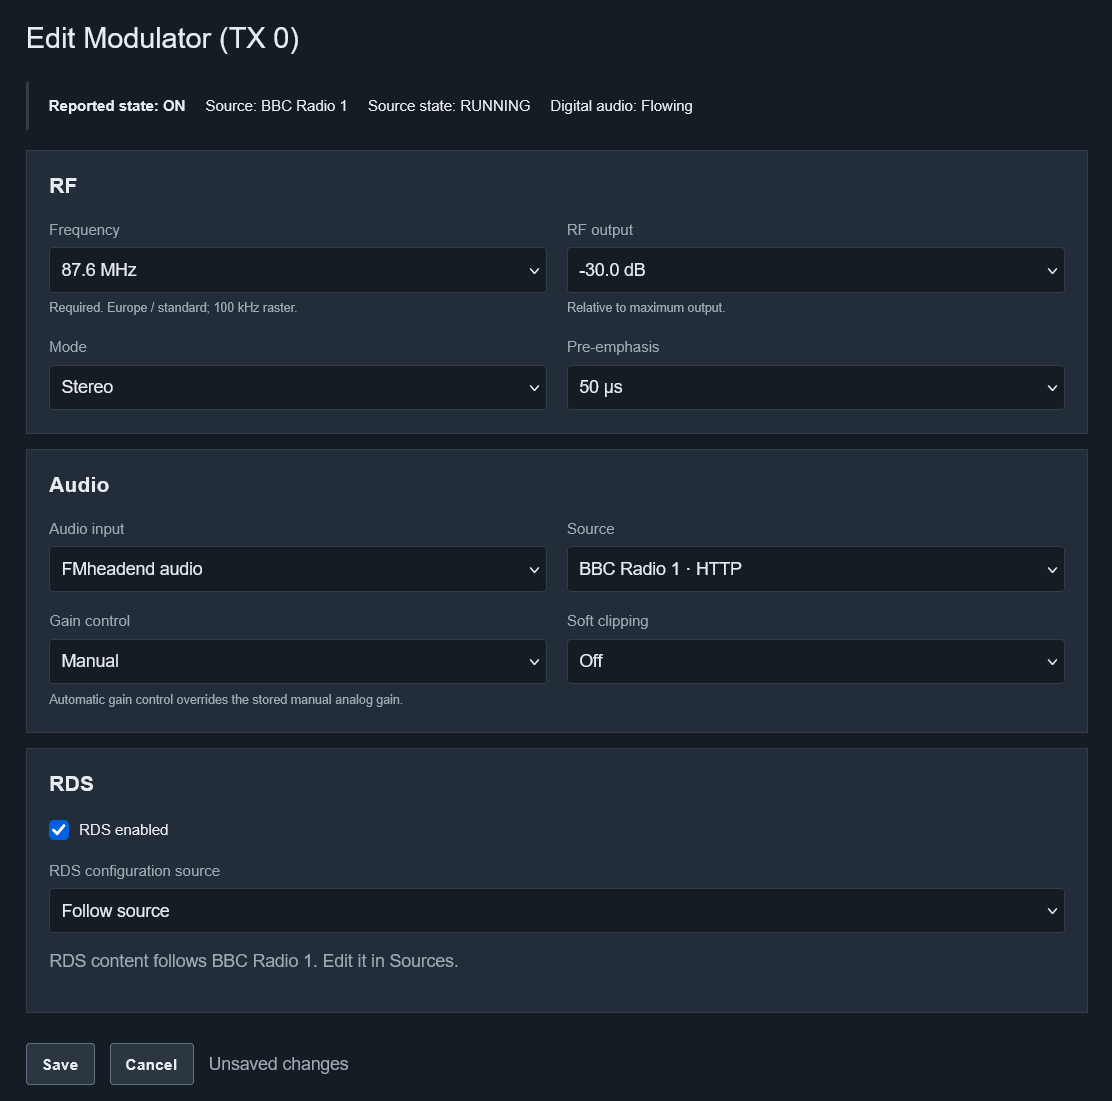 Edit Modulator (TX 0)
Reported state: ON Source: BBC Radio 1 Source state: RUNNING Digital audio: Flowing
RF
Frequency RF output
87.6 MHz -30.0 dB
Required. Europe / standard; 100 kHz raster. Relative to maximum output.
Mode Pre-emphasis
Stereo 50 µs
Audio
Audio input Source
FMheadend audio BBC Radio 1 · HTTP
Gain control Soft clipping
Manual Off
Automatic gain control overrides the stored manual analog gain.
RDS
RDS enabled
RDS configuration source
Follow source
RDS content follows BBC Radio 1. Edit it in Sources.
Save Cancel Unsaved changes